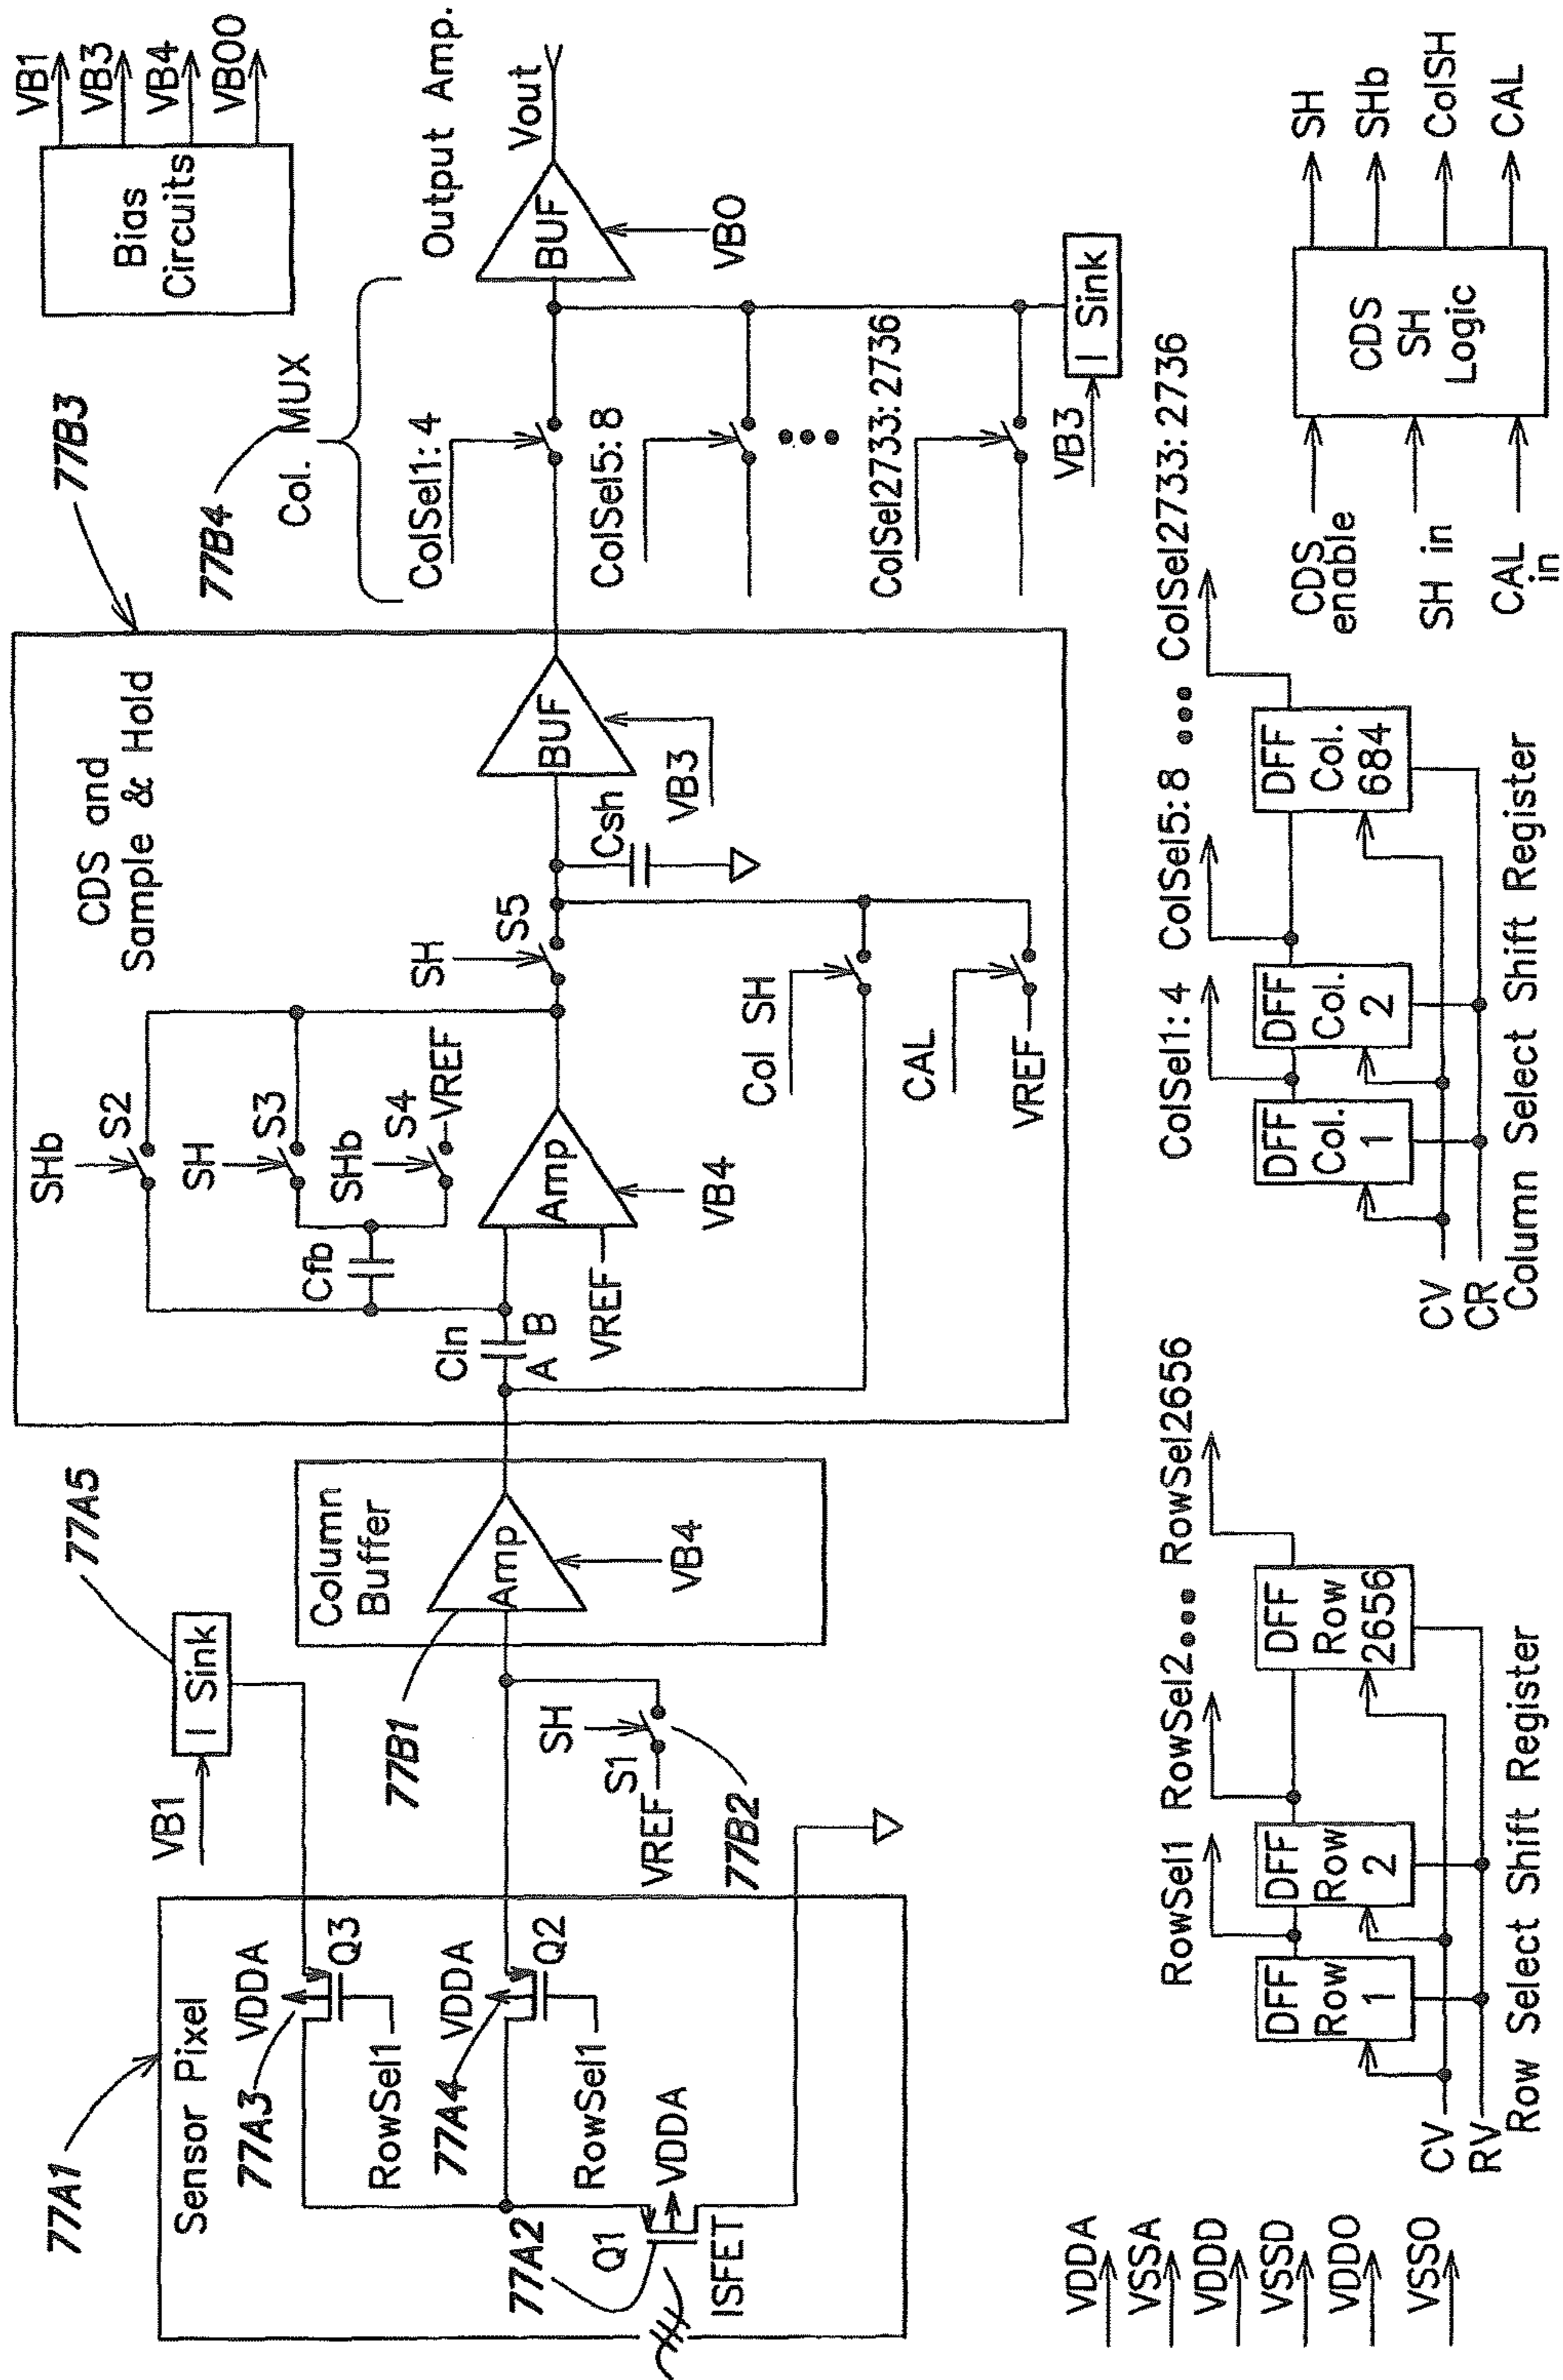 77A1
Sensor Pixel
VDDA
77A3
Q3
RowSel1
VDDA
77A4
Q2
RowSel1
77A2
Q1
VDDA
ISFET
VB1
I Sink
77A5
Column
Buffer
Amp
VB4
77B1
SH
S1
VREF
77B2
77B3
CDS and
Sample & Hold
SHb
S2
SH
S3
SHb
S4
VREF
Cfb
CIn
A B
Amp
VREF
VB4
SH
S5
Csh
BUF
VB3
Col SH
CAL
VREF
77B4
Col. MUX
ColSel1:4
ColSel5:8
ColSel2733:2736
VB3
I Sink
Output Amp.
BUF
Vout
VBO
Bias
Circuits
VB1
VB3
VB4
VBOO
VDDA
VSSA
VDDD
VSSD
VDDO
VSSO
RowSel1 RowSel2... RowSel2656
DFF
Row
1
DFF
Row
2
DFF
Row
2656
CV
RV
Row Select Shift Register
ColSel1:4 ColSel5:8 ... ColSel2733:2736
DFF
Col.
1
DFF
Col.
2
DFF
Col.
684
CV
CR
Column Select Shift Register
CDS
enable
SH in
CAL
in
CDS
SH
Logic
SH
SHb
ColSH
CAL